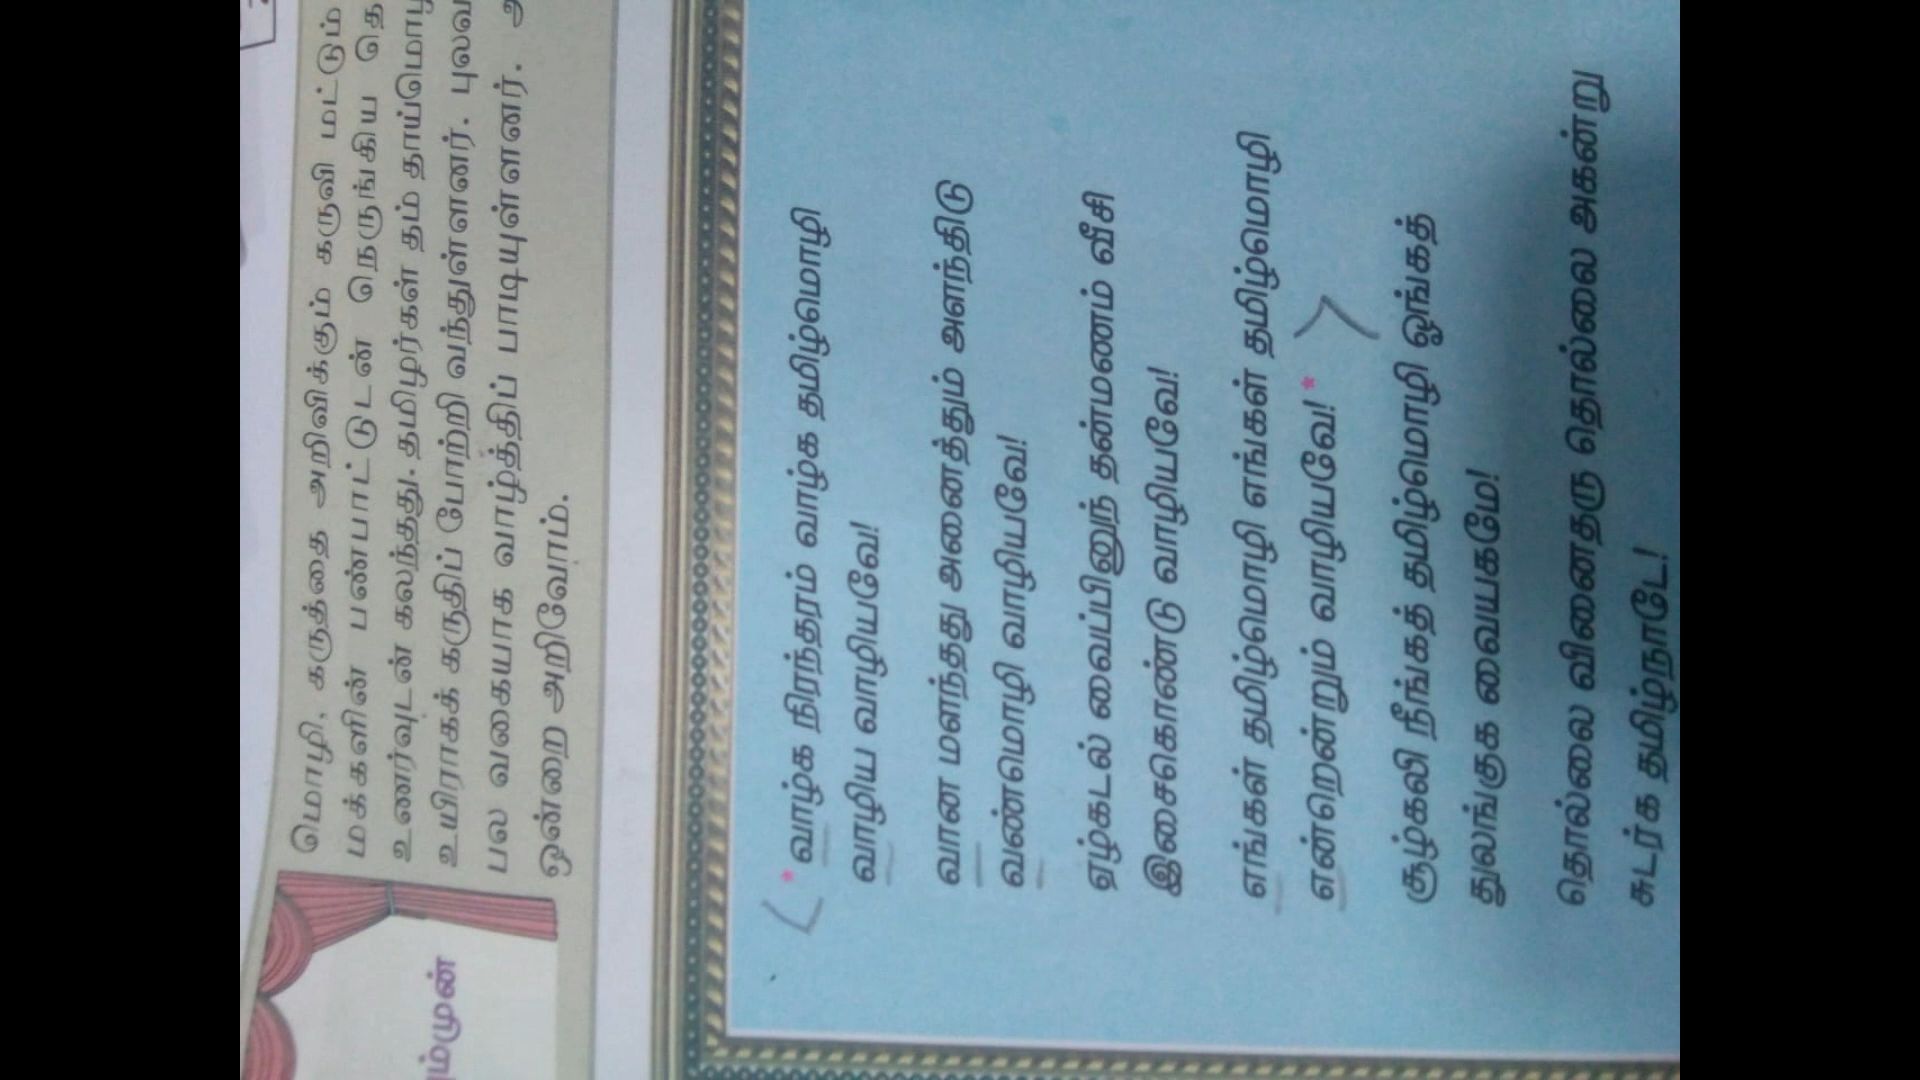 மொழி, கருத்தை அறிவிக்கும் கருவி மட்டும்
மக்களின் பண்பாட்டுடன் நெருங்கிய
உணர்வுடன் கலந்தது. தமிழர்கள் தம்
உயிராகக் கருதிப் போற்றி வந்துள்ளனர்.
பல வகையாக வாழ்த்திப் பாடியுள்ளனர்.
ஒன்றை அறிவோம்.
* வாழ்க நிரந்தரம் வாழ்க தமிழ்மொழி
வாழிய வாழியவே!
வான மளந்தது அனைத்தும் அளந்திடு
வண்மொழி வாழியவே!
ஏழ்கடல் வைப்பினுந் தன்மணம் வீசி
இசைகொண்டு வாழியவே!
எங்கள் தமிழ்மொழி எங்கள் தமிழ்மொழி
என்றென்றும் வாழியவே! *
சூழ்கலி நீங்கத் தமிழ்மொழி ஓங்கத்
துலங்குக வையகமே!
தொல்லை வினைதரு தொல்லை அகன்று
சுடர்க தமிழ்நாடே!